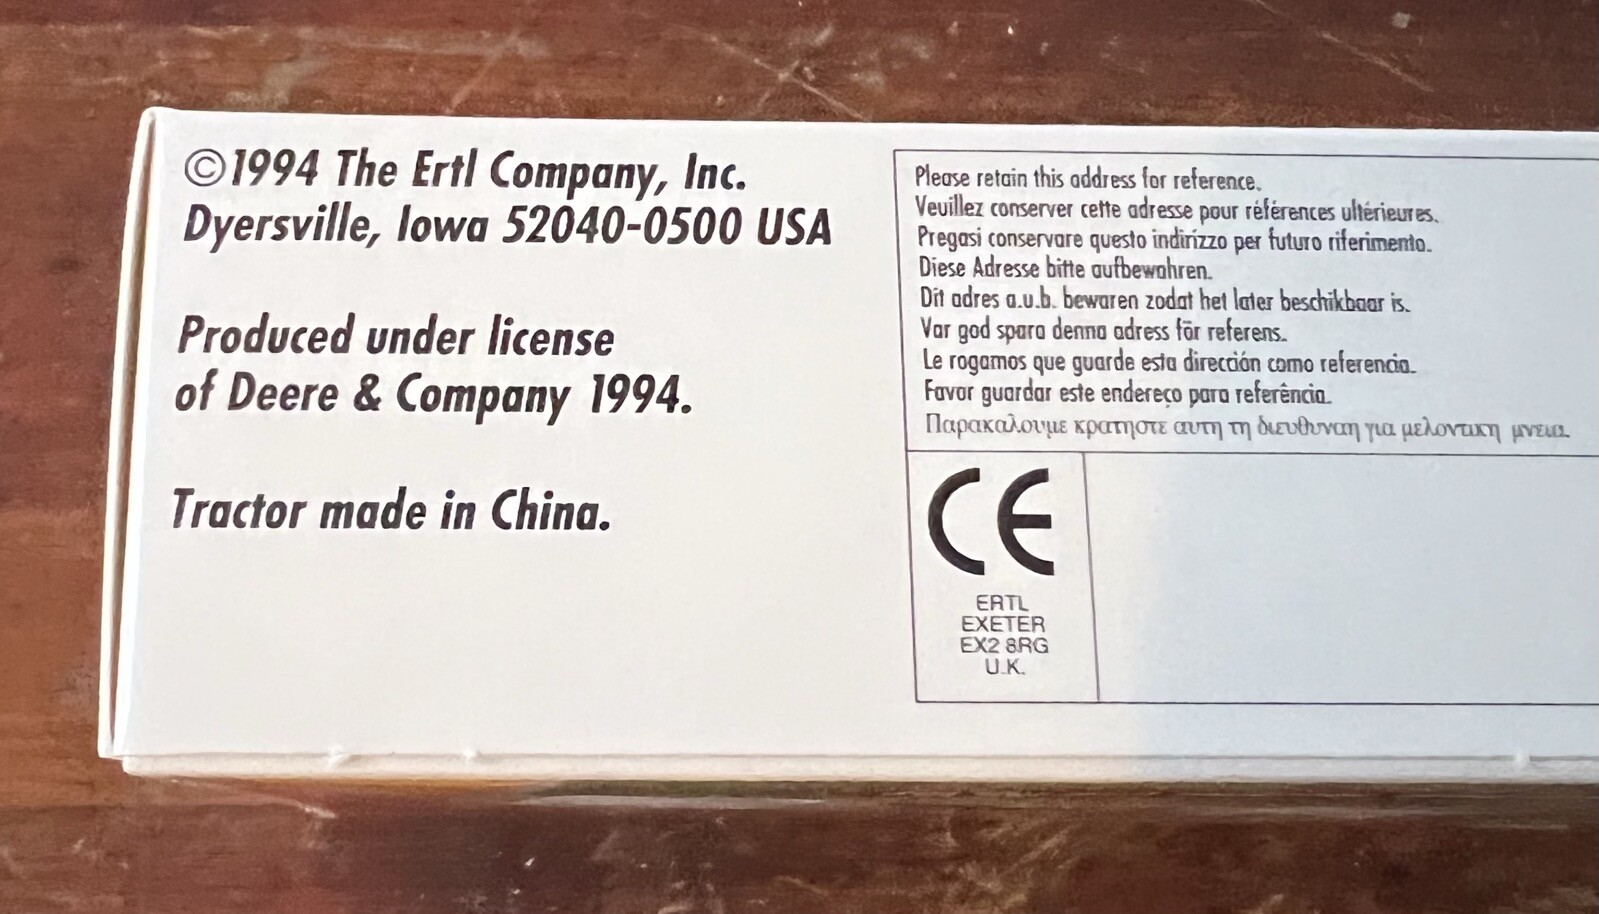 ©1994 The Ertl Company, Inc.
Dyersville, Iowa 52040-0500 USA
Produced under license
of Deere & Company 1994.
Tractor made in China.
Please retain this address for reference.
Veuillez conserver cette adresse pour références ultérieures.
Pregasi conservare questo indirizzo per futuro riferimento.
Diese Adresse bitte aufbewahren.
Dit adres a.u.b. bewaren zodat het later beschikbaar is.
Var god spara denna adress för referens.
Le rogamos que guarde esta dirección como referencia.
Favor guardar este endereço para referência.
Παρακαλουμε κρατηστε αυτη τη διευθυναη για μελοντικη μνεια.
CE
ERTL
EXETER
EX2 8RG
U.K.